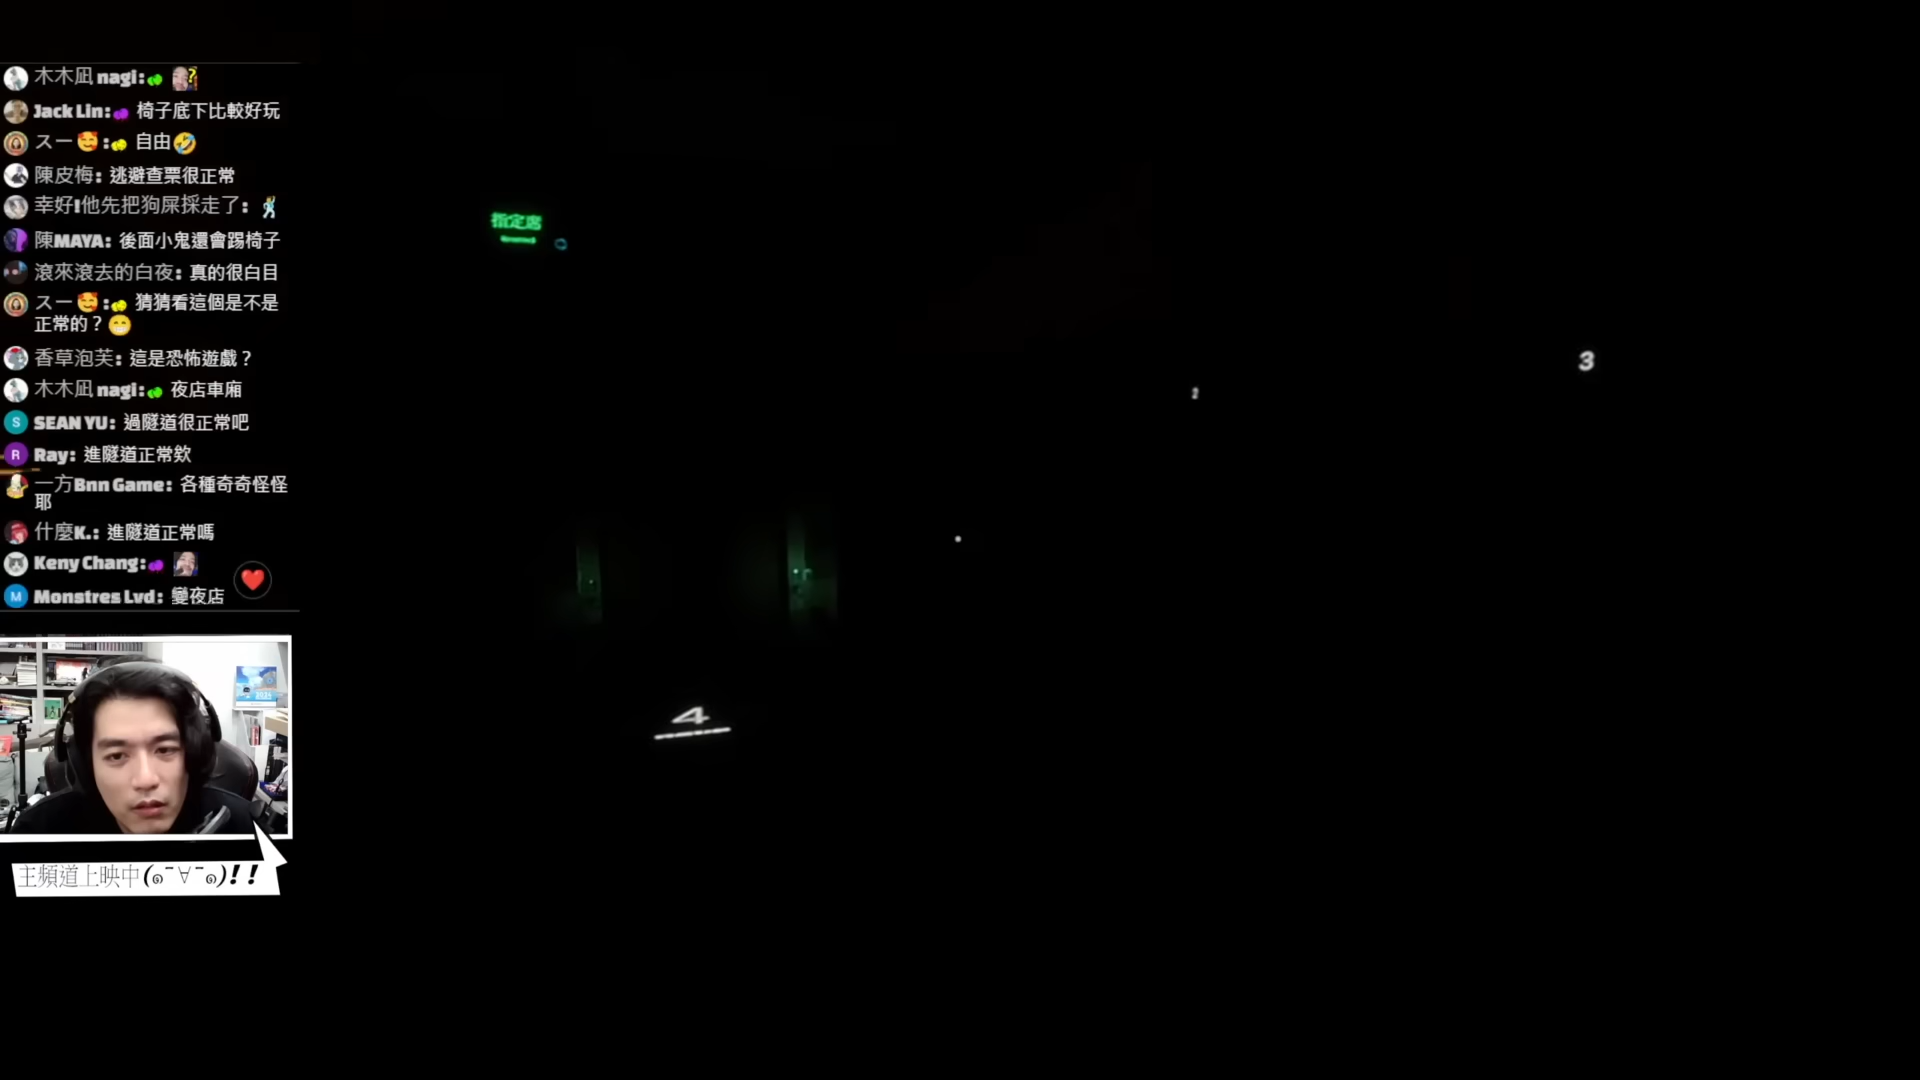 木木凪 nagi:
Jack Lin: 椅子底下比較好玩
スー🥰: 自由🤣
陳皮梅: 逃避查票很正常
幸好!他先把狗屎採走了:
陳MAYA: 後面小鬼還會踢椅子
滾來滾去的白夜: 真的很白目
スー🥰: 猜猜看這個是不是
正常的?😁
香草泡芙: 這是恐怖遊戲?
木木凪 nagi: 夜店車廂
SEAN YU: 過隧道很正常吧
Ray: 進隧道正常欸
一方Bnn Game: 各種奇奇怪怪
耶
什麼K.: 進隧道正常嗎
Keny Chang:
Monstres Lvd: 變夜店
主頻道上映中(๑¯∀¯๑)!!
指定席
2
3
4